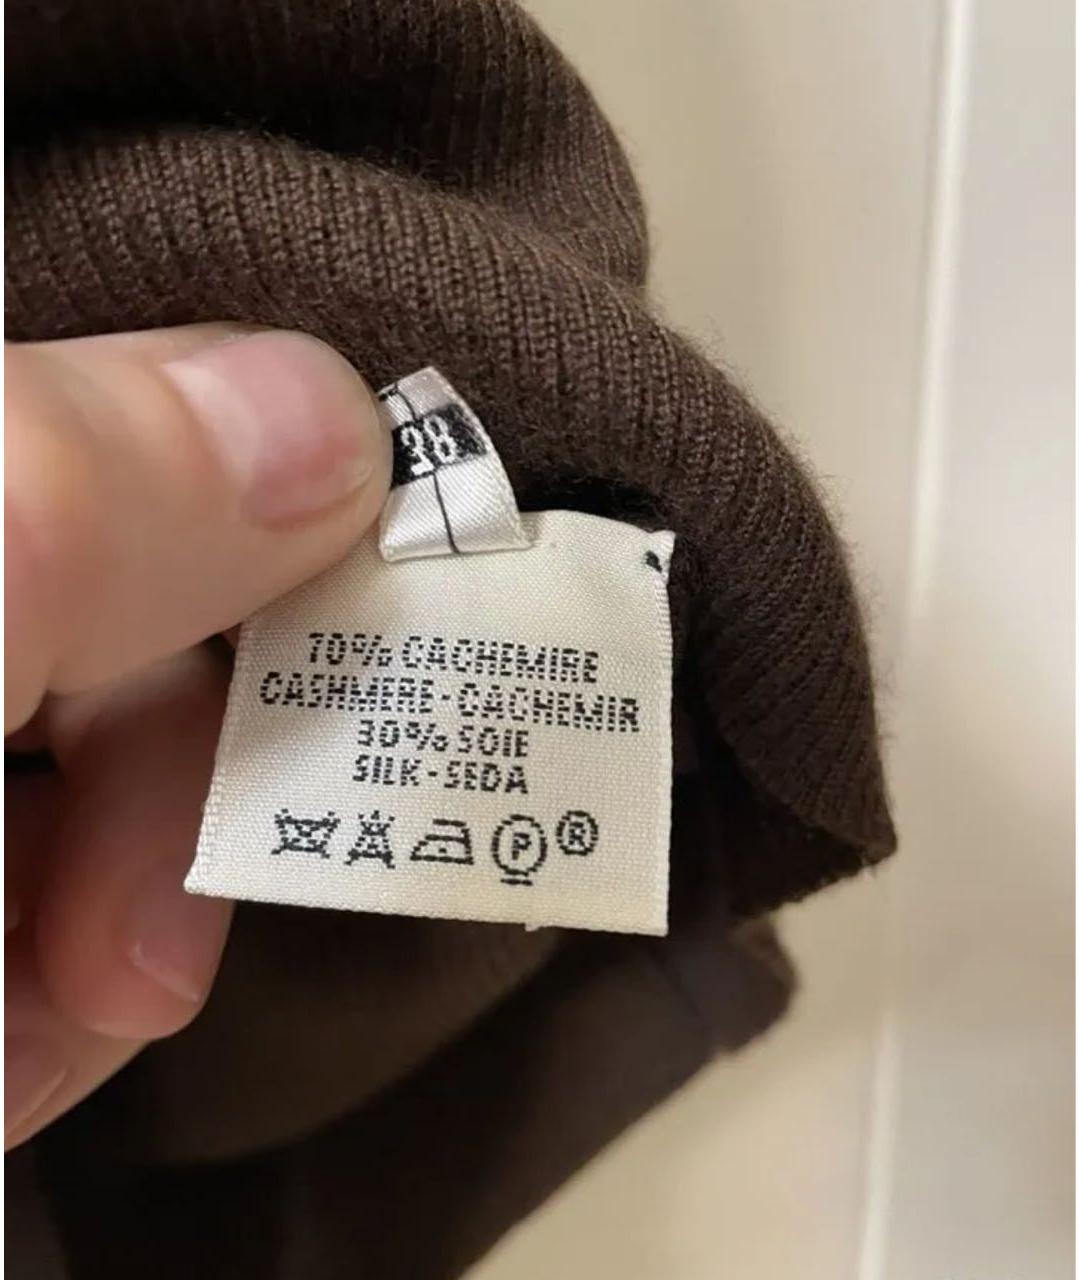 38
70% CACHEMIRE
CASHMERE-CACHEMIR
30% SOIE
SILK-SEDA
P ®